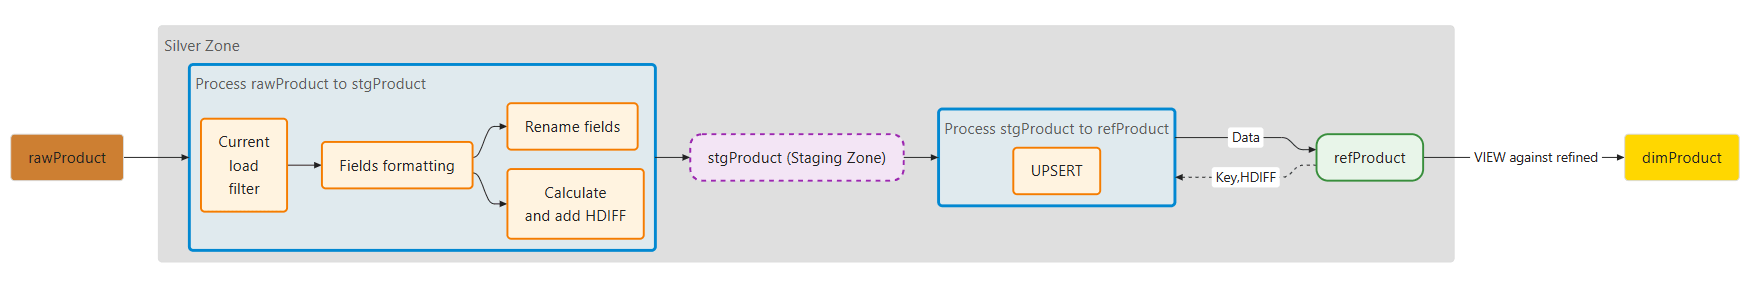 Silver Zone
Process rawProduct to stgProduct
rawProduct
Current
load
filter
Fields formatting
Rename fields
Calculate
and add HDIFF
stgProduct (Staging Zone)
Process stgProduct to refProduct
UPSERT
Data
Key,HDIFF
refProduct
VIEW against refined
dimProduct